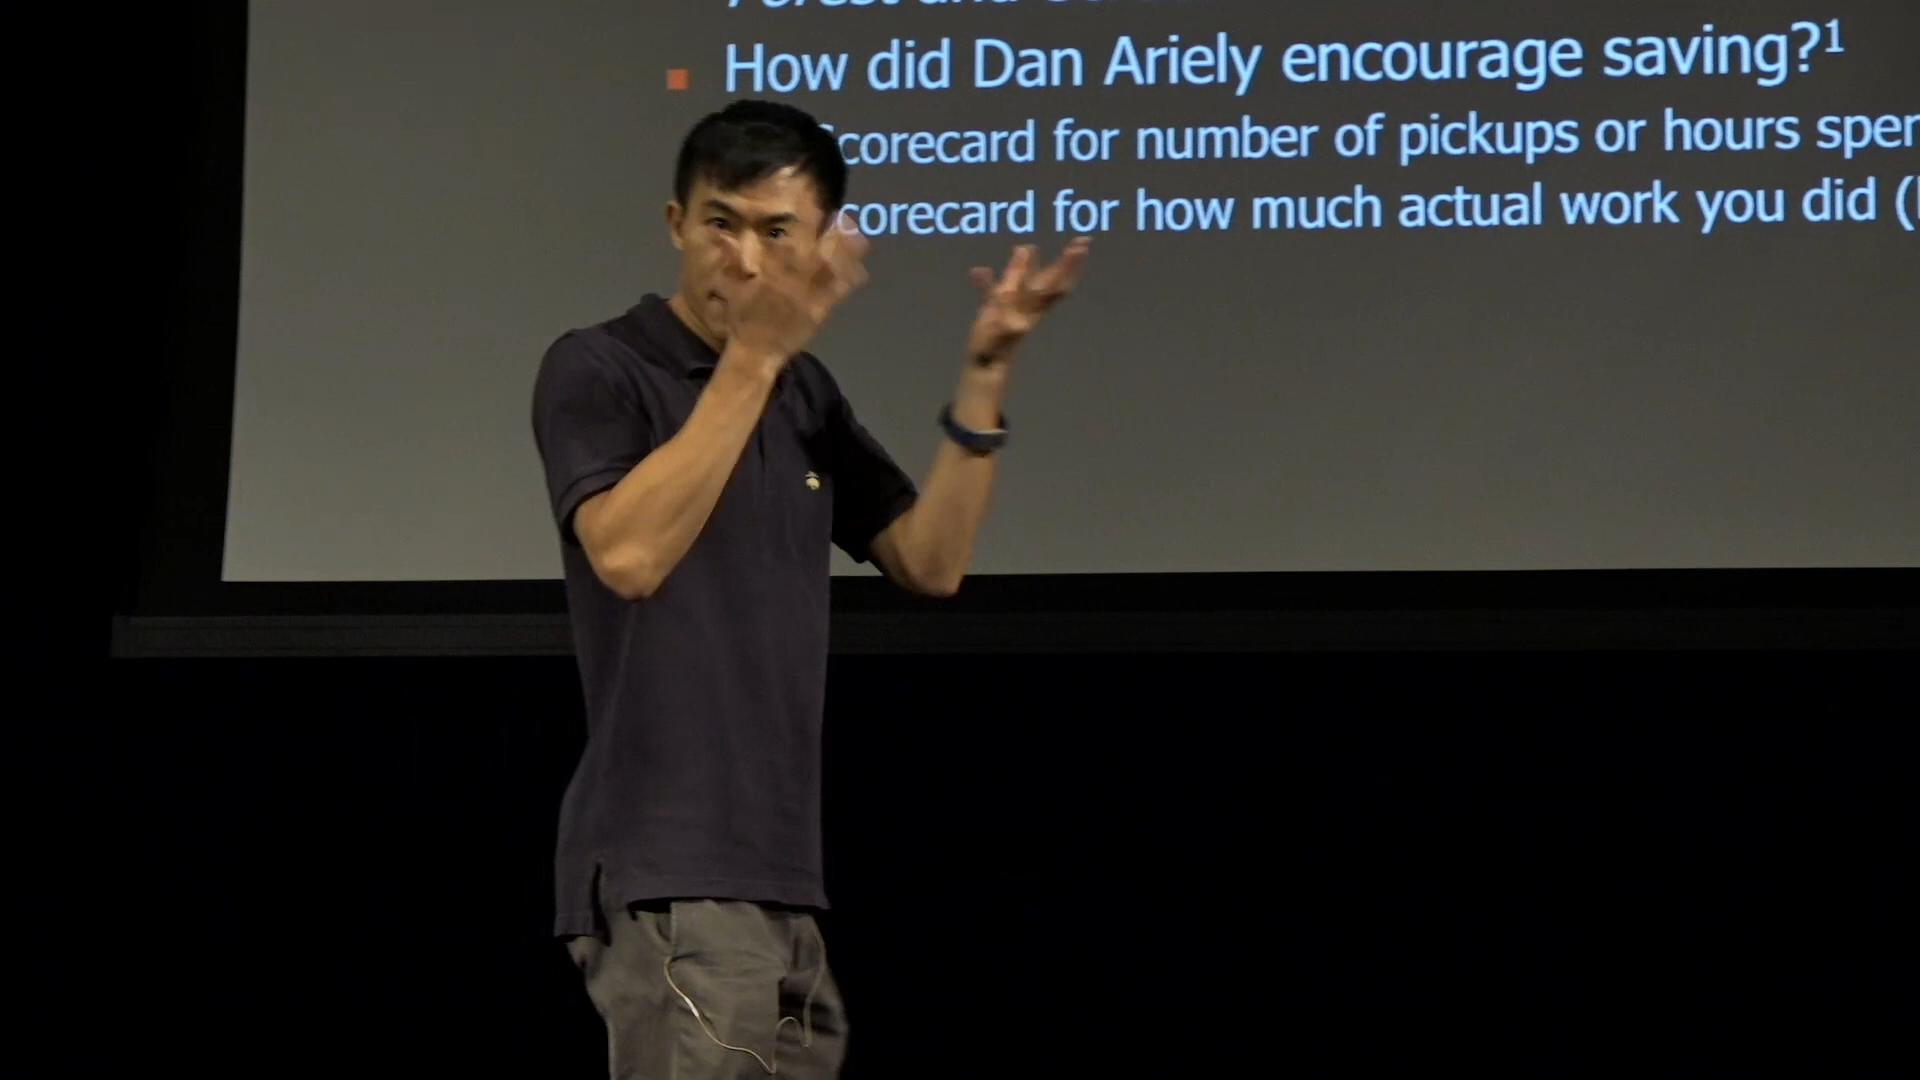 How did Dan Ariely encourage saving?¹
corecard for number of pickups or hours spen
corecard for how much actual work you did (